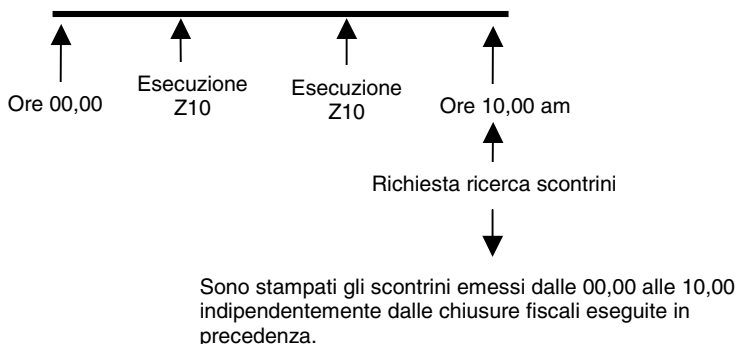 Ore 00,00
Esecuzione
Z10
Esecuzione
Z10
Ore 10,00 am
Richiesta ricerca scontrini
Sono stampati gli scontrini emessi dalle 00,00 alle 10,00
indipendentemente dalle chiusure fiscali eseguite in
precedenza.